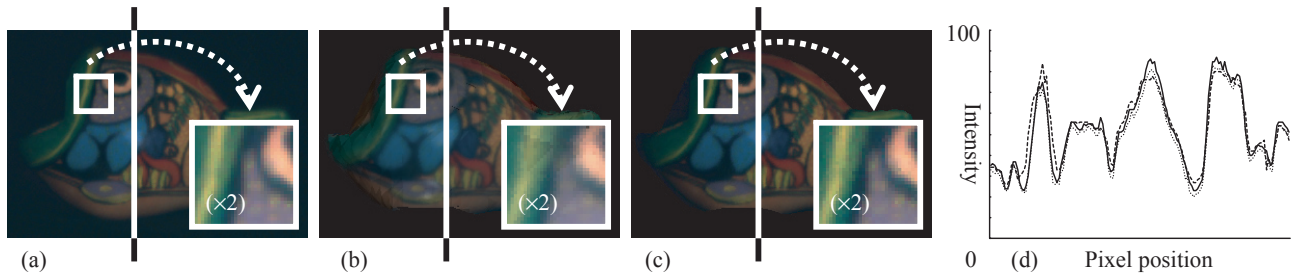 (×2)
(a)
(×2)
(b)
(×2)
(c)
100
Intensity
0
(d)
Pixel position